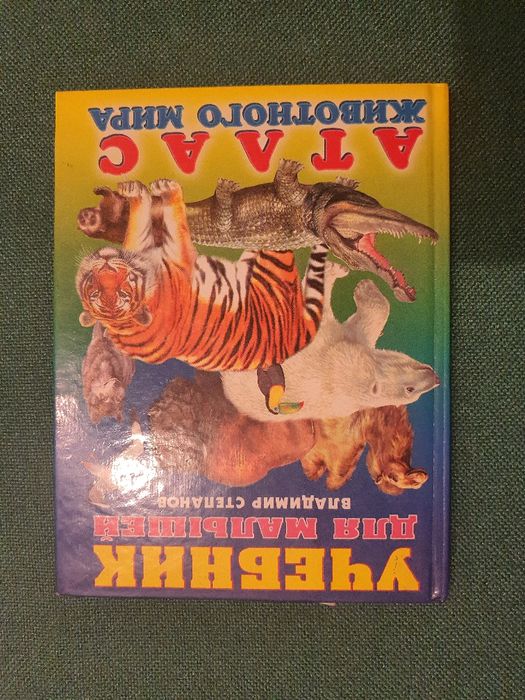 УЧЕБНИК
ДЛЯ МАЛЫШЕЙ
ВЛАДИМИР СТЕПАНОВ
АТЛАС
ЖИВОТНОГО МИРА